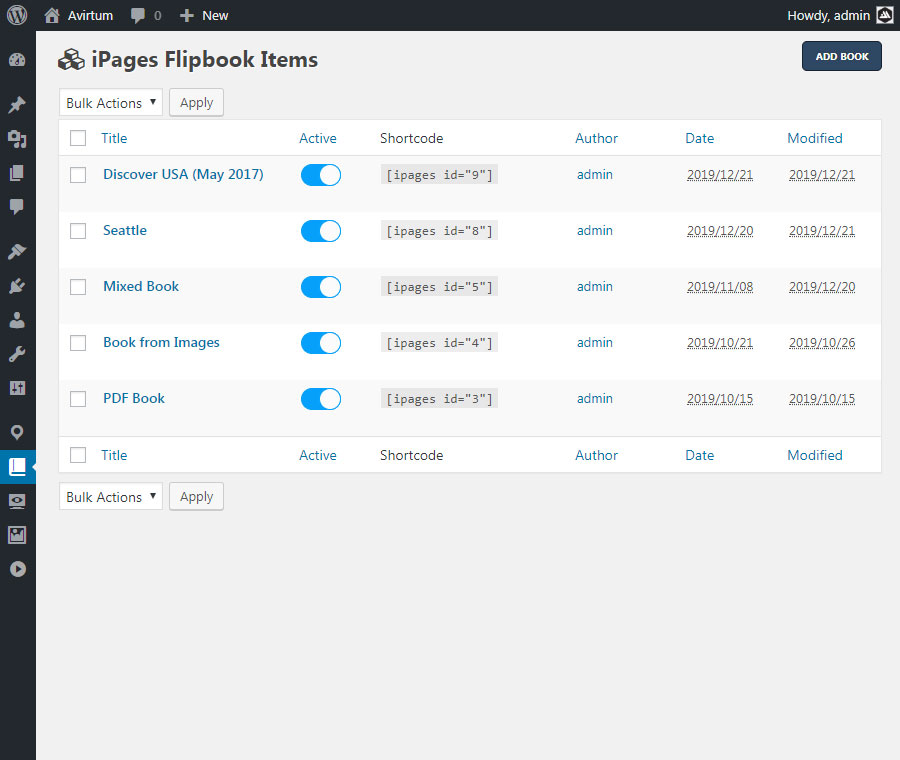 Avirtum 0 New Howdy, admin
iPages Flipbook Items ADD BOOK
Bulk Actions Apply
Title Active Shortcode Author Date Modified
Discover USA (May 2017) [ipages id="9"] admin 2019/12/21 2019/12/21
Seattle [ipages id="8"] admin 2019/12/20 2019/12/21
Mixed Book [ipages id="5"] admin 2019/11/08 2019/12/20
Book from Images [ipages id="4"] admin 2019/10/21 2019/10/26
PDF Book [ipages id="3"] admin 2019/10/15 2019/10/15
Title Active Shortcode Author Date Modified
Bulk Actions Apply